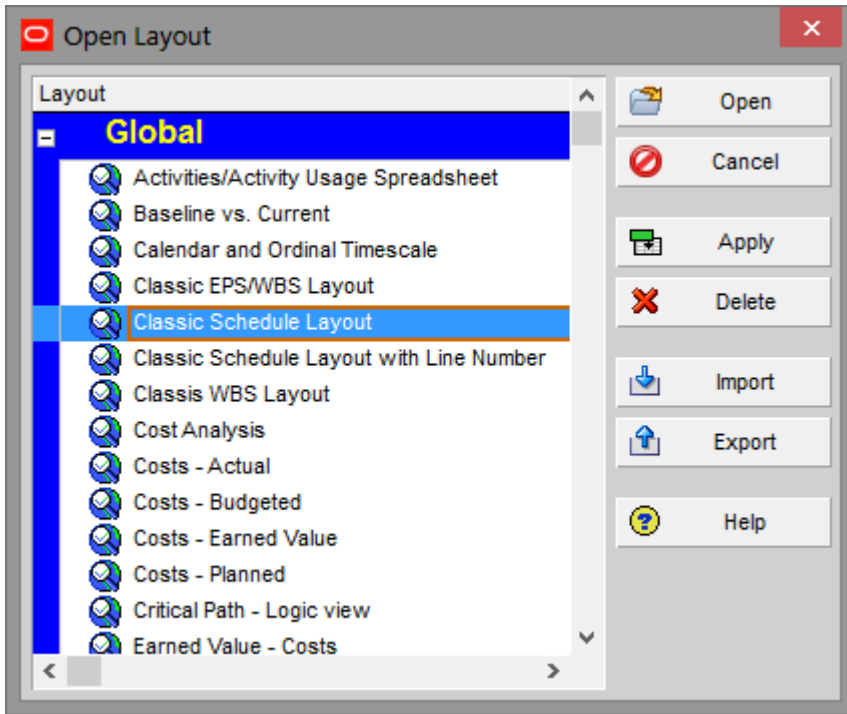 Open Layout
Layout
Global
Activities/Activity Usage Spreadsheet
Baseline vs. Current
Calendar and Ordinal Timescale
Classic EPS/WBS Layout
Classic Schedule Layout
Classic Schedule Layout with Line Number
Classis WBS Layout
Cost Analysis
Costs - Actual
Costs - Budgeted
Costs - Earned Value
Costs - Planned
Critical Path - Logic view
Earned Value - Costs
Open
Cancel
Apply
Delete
Import
Export
Help